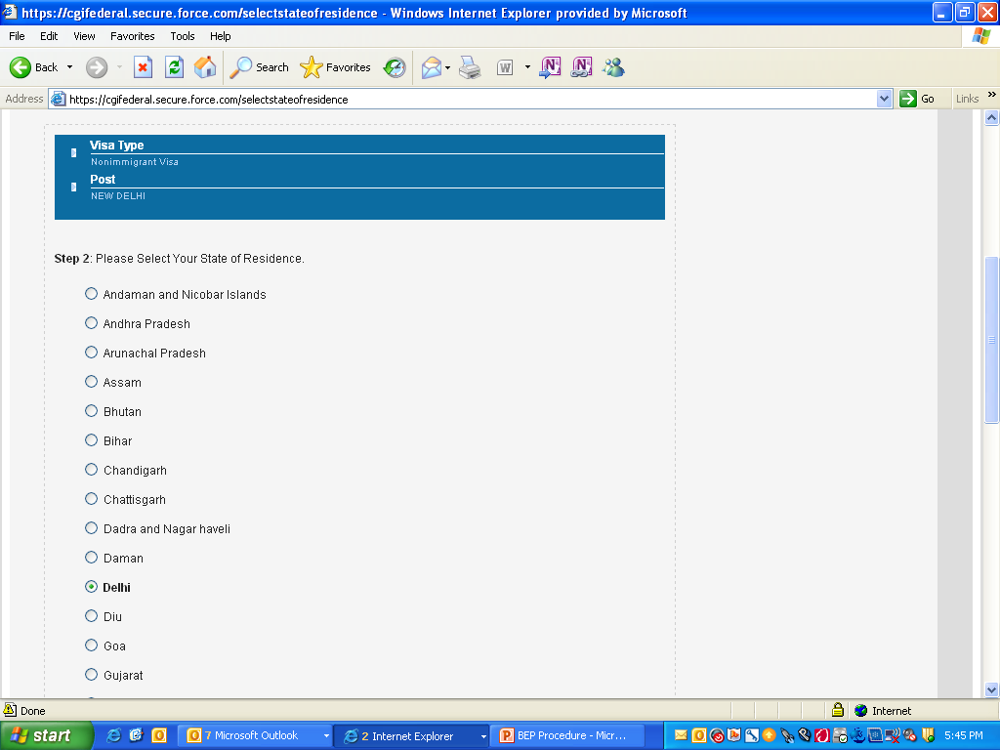 https://cgifederal.secure.force.com/selectstateofresidence - Windows Internet Explorer provided by Microsoft
File Edit View Favorites Tools Help
Back Search Favorites
Address https://cgifederal.secure.force.com/selectstateofresidence Go Links »
Visa Type
Nonimmigrant Visa
Post
NEW DELHI
Step 2: Please Select Your State of Residence.
Andaman and Nicobar Islands
Andhra Pradesh
Arunachal Pradesh
Assam
Bhutan
Bihar
Chandigarh
Chattisgarh
Dadra and Nagar haveli
Daman
Delhi
Diu
Goa
Gujarat
Done Internet
start 7 Microsoft Outlook 2 Internet Explorer BEP Procedure - Micr... 5:45 PM